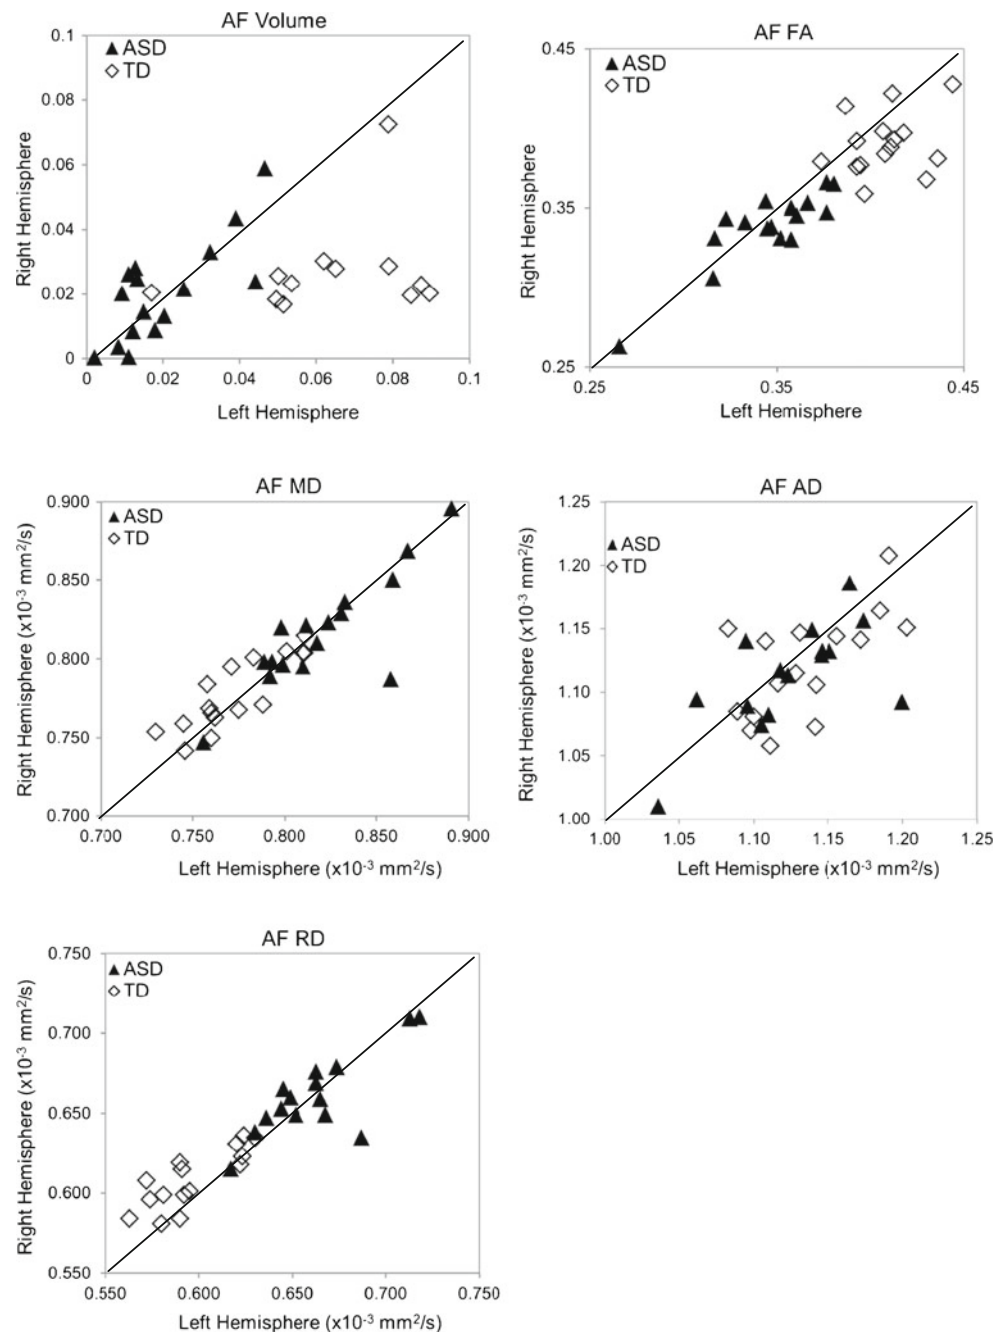 AF Volume
0.1
0.08
0.06
0.04
0.02
0
0
0.02
0.04
0.06
0.08
0.1
Right Hemisphere
Left Hemisphere
ASD
TD
AF FA
0.45
0.35
0.25
0.25
0.35
0.45
Right Hemisphere
Left Hemisphere
ASD
TD
AF MD
0.900
0.850
0.800
0.750
0.700
0.700
0.750
0.800
0.850
0.900
Right Hemisphere (x10⁻³ mm²/s)
Left Hemisphere (x10⁻³ mm²/s)
ASD
TD
AF AD
1.25
1.20
1.15
1.10
1.05
1.00
1.00
1.05
1.10
1.15
1.20
1.25
Right Hemisphere (x10⁻³ mm²/s)
Left Hemisphere (x10⁻³ mm²/s)
ASD
TD
AF RD
0.750
0.700
0.650
0.600
0.550
0.550
0.600
0.650
0.700
0.750
Right Hemisphere (x10⁻³ mm²/s)
Left Hemisphere (x10⁻³ mm²/s)
ASD
TD